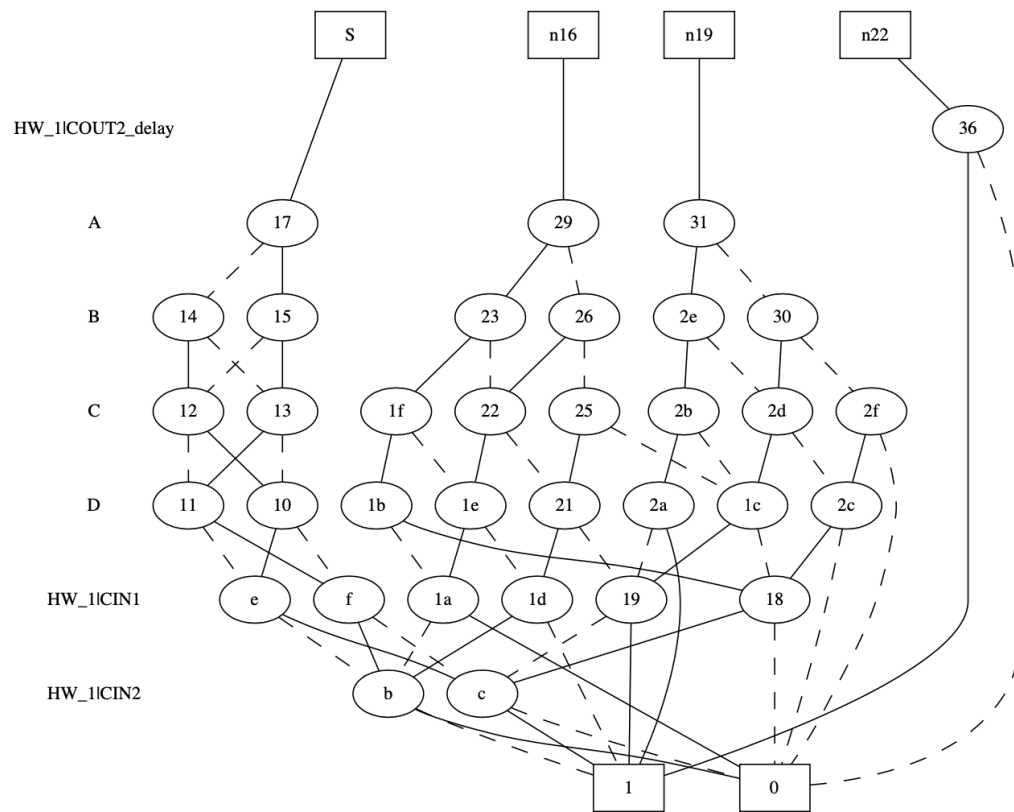 S n16 n19 n22
HW_1|COUT2_delay 36
A 17 29 31
B 14 15 23 26 2e 30
C 12 13 1f 22 25 2b 2d 2f
D 11 10 1b 1e 21 2a 1c 2c
HW_1|CIN1 e f 1a 1d 19 18
HW_1|CIN2 b c
1 0